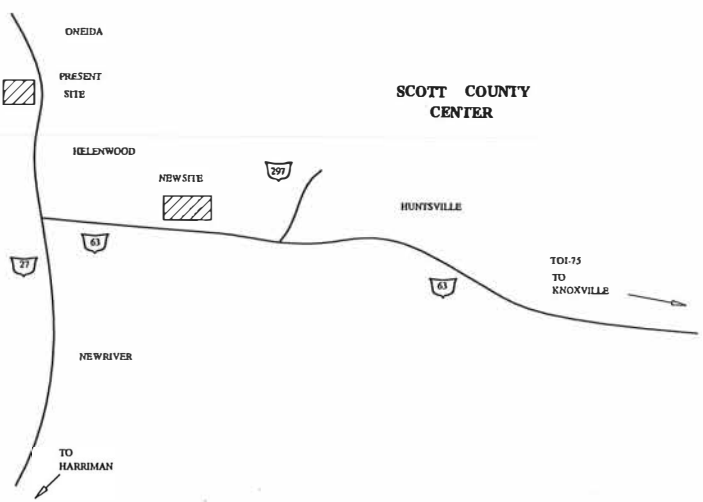 ONEIDA
PRESENT
SITE
SCOTT COUNTY
CENTER
HELENWOOD
NEWSITE
297
HUNTSVILLE
63
27
TOI-75
TO
KNOXVILLE
63
NEWRIVER
TO
HARRIMAN